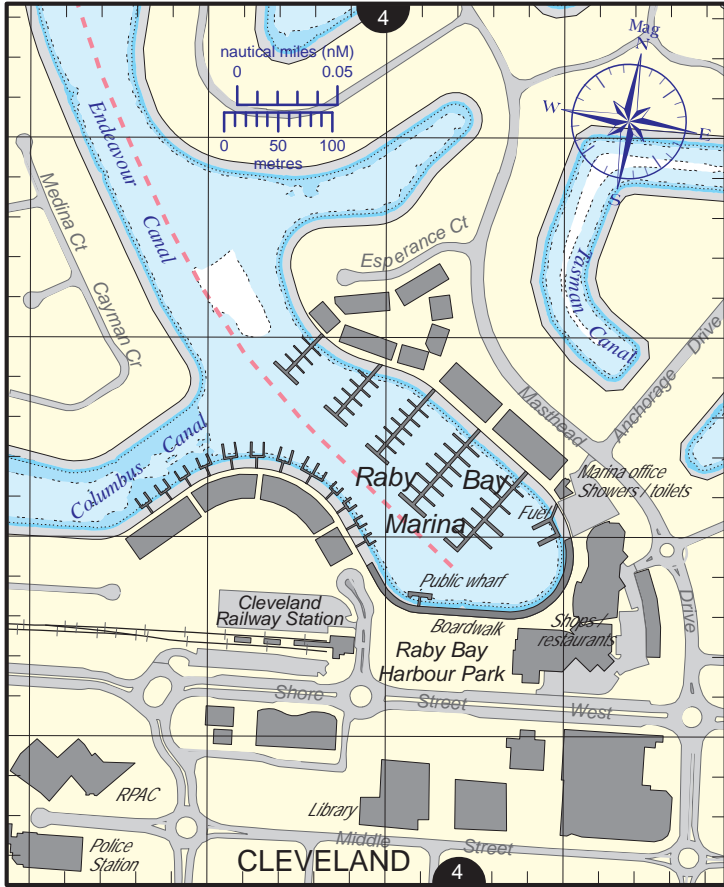 4
nautical miles (nM)
0 0.05
0 50 100
metres
Mag
N
W
E
S
Endeavour
Canal
Medina Ct
Cayman Cr
Esperance Ct
Tasman
Canal
Anchorage Drive
Masthead
Drive
Columbus Canal
Raby Bay
Marina
Marina office
Showers / toilets
Fuel
Public wharf
Boardwalk
Shops /
restaurants
Cleveland
Railway Station
Raby Bay
Harbour Park
Shore Street West
RPAC
Library
Police
Station
Middle Street
CLEVELAND
4